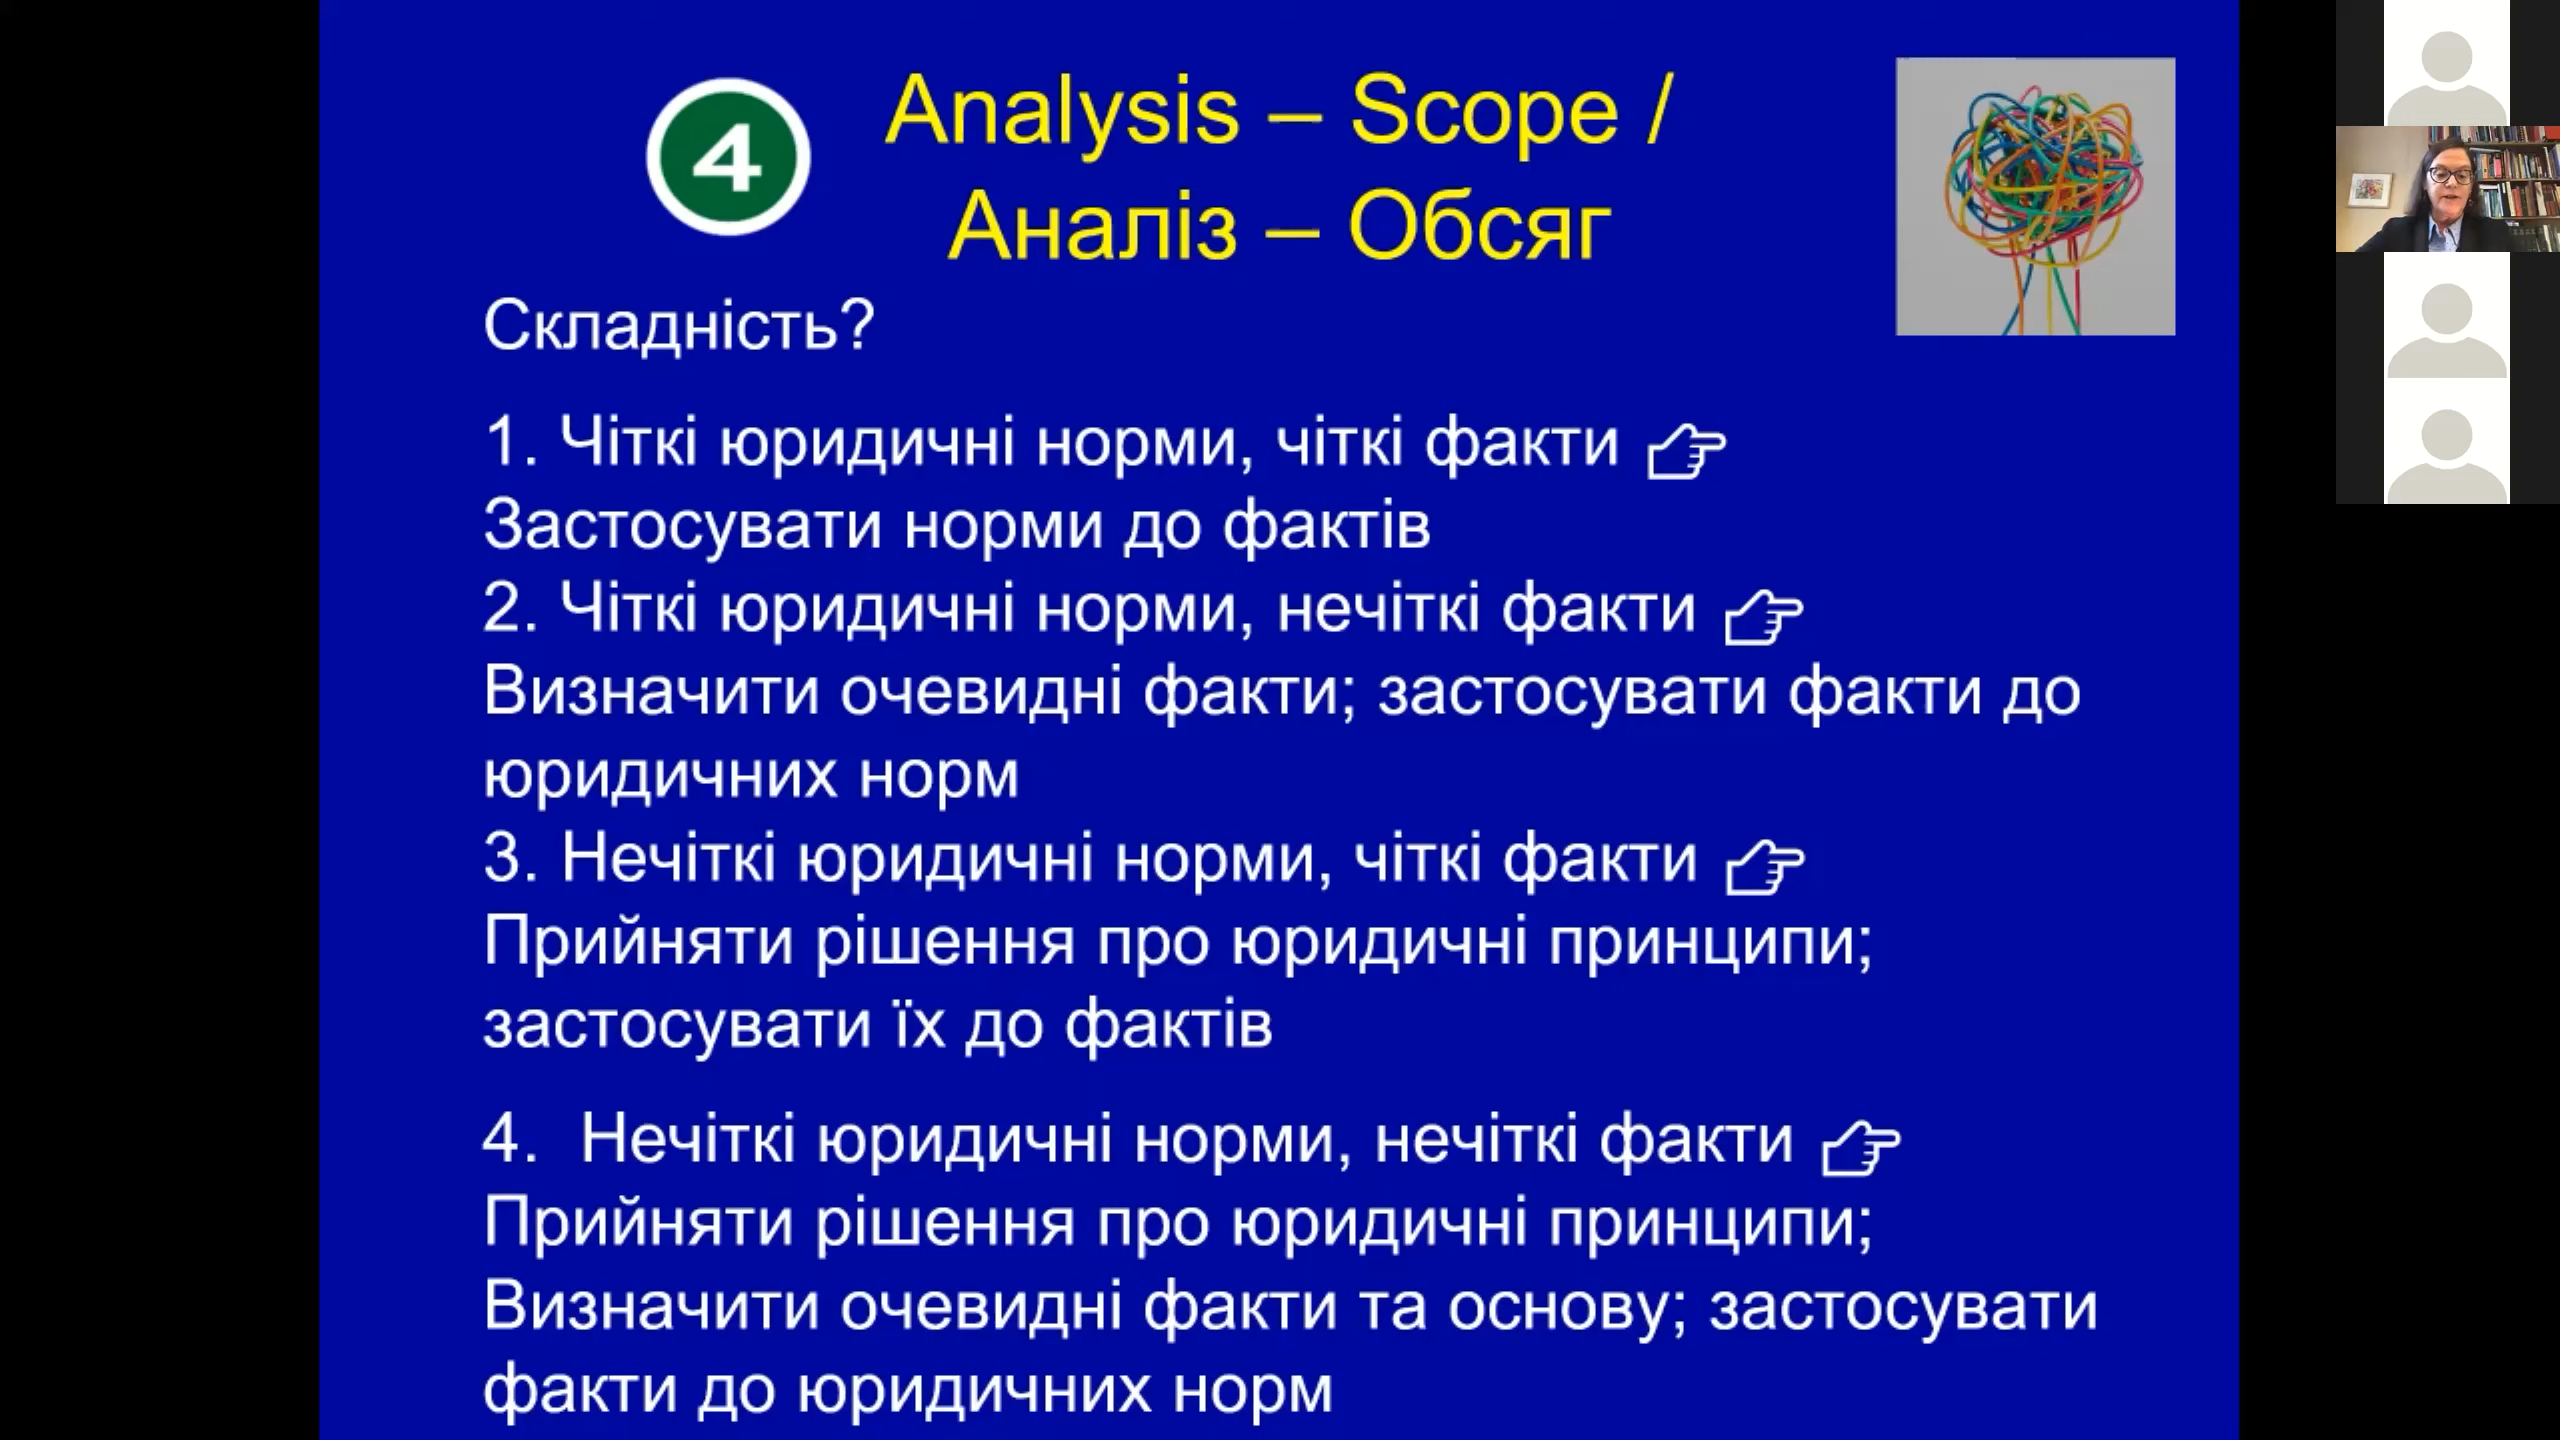 4
Analysis – Scope /
Аналіз – Обсяг
Складність?
1. Чіткі юридичні норми, чіткі факти
Застосувати норми до фактів
2. Чіткі юридичні норми, нечіткі факти
Визначити очевидні факти; застосувати факти до
юридичних норм
3. Нечіткі юридичні норми, чіткі факти
Прийняти рішення про юридичні принципи;
застосувати їх до фактів
4. Нечіткі юридичні норми, нечіткі факти
Прийняти рішення про юридичні принципи;
Визначити очевидні факти та основу; застосувати
факти до юридичних норм